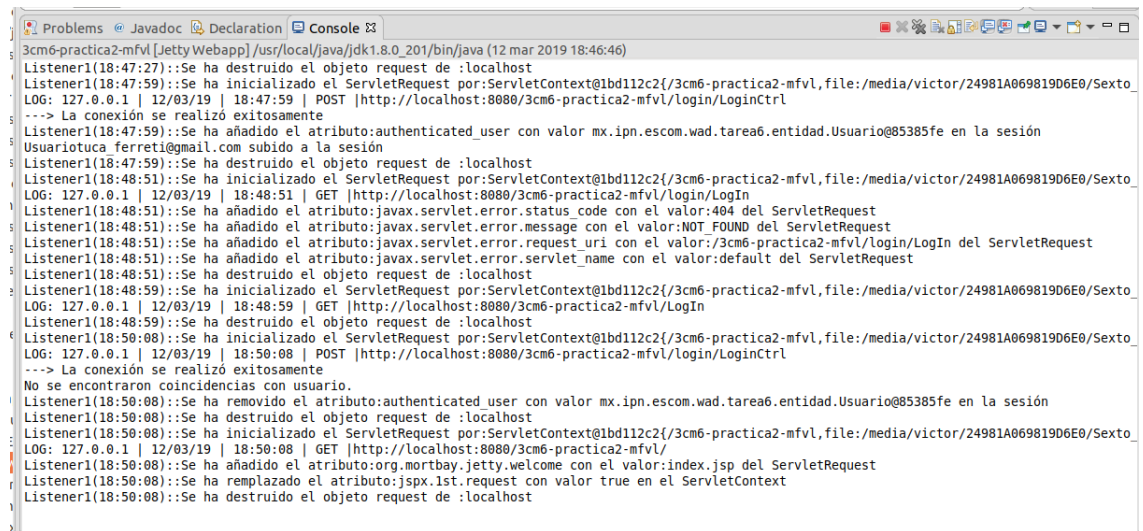 Problems @ Javadoc Declaration Console
3cm6-practica2-mfvl [Jetty Webapp] /usr/local/java/jdk1.8.0_201/bin/java (12 mar 2019 18:46:46)
Listener1(18:47:27)::Se ha destruido el objeto request de :localhost
Listener1(18:47:59)::Se ha inicializado el ServletRequest por:ServletContext@1bd112c2{/3cm6-practica2-mfvl,file:/media/victor/24981A069819D6E0/Sexto_
LOG: 127.0.0.1 | 12/03/19 | 18:47:59 | POST |http://localhost:8080/3cm6-practica2-mfvl/login/LoginCtrl
---> La conexión se realizó exitosamente
Listener1(18:47:59)::Se ha añadido el atributo:authenticated_user con valor mx.ipn.escom.wad.tarea6.entidad.Usuario@85385fe en la sesión
Usuariotuca_ferreti@gmail.com subido a la sesión
Listener1(18:47:59)::Se ha destruido el objeto request de :localhost
Listener1(18:48:51)::Se ha inicializado el ServletRequest por:ServletContext@1bd112c2{/3cm6-practica2-mfvl,file:/media/victor/24981A069819D6E0/Sexto_
LOG: 127.0.0.1 | 12/03/19 | 18:48:51 | GET |http://localhost:8080/3cm6-practica2-mfvl/login/LogIn
Listener1(18:48:51)::Se ha añadido el atributo:javax.servlet.error.status_code con el valor:404 del ServletRequest
Listener1(18:48:51)::Se ha añadido el atributo:javax.servlet.error.message con el valor:NOT_FOUND del ServletRequest
Listener1(18:48:51)::Se ha añadido el atributo:javax.servlet.error.request_uri con el valor:/3cm6-practica2-mfvl/login/LogIn del ServletRequest
Listener1(18:48:51)::Se ha añadido el atributo:javax.servlet.error.servlet_name con el valor:default del ServletRequest
Listener1(18:48:51)::Se ha destruido el objeto request de :localhost
Listener1(18:48:59)::Se ha inicializado el ServletRequest por:ServletContext@1bd112c2{/3cm6-practica2-mfvl,file:/media/victor/24981A069819D6E0/Sexto_
LOG: 127.0.0.1 | 12/03/19 | 18:48:59 | GET |http://localhost:8080/3cm6-practica2-mfvl/LogIn
Listener1(18:48:59)::Se ha destruido el objeto request de :localhost
Listener1(18:50:08)::Se ha inicializado el ServletRequest por:ServletContext@1bd112c2{/3cm6-practica2-mfvl,file:/media/victor/24981A069819D6E0/Sexto_
LOG: 127.0.0.1 | 12/03/19 | 18:50:08 | POST |http://localhost:8080/3cm6-practica2-mfvl/login/LoginCtrl
---> La conexión se realizó exitosamente
No se encontraron coincidencias con usuario.
Listener1(18:50:08)::Se ha removido el atributo:authenticated_user con valor mx.ipn.escom.wad.tarea6.entidad.Usuario@85385fe en la sesión
Listener1(18:50:08)::Se ha destruido el objeto request de :localhost
Listener1(18:50:08)::Se ha inicializado el ServletRequest por:ServletContext@1bd112c2{/3cm6-practica2-mfvl,file:/media/victor/24981A069819D6E0/Sexto_
LOG: 127.0.0.1 | 12/03/19 | 18:50:08 | GET |http://localhost:8080/3cm6-practica2-mfvl/
Listener1(18:50:08)::Se ha añadido el atributo:org.mortbay.jetty.welcome con el valor:index.jsp del ServletRequest
Listener1(18:50:08)::Se ha remplazado el atributo:jspx.1st.request con valor true en el ServletContext
Listener1(18:50:08)::Se ha destruido el objeto request de :localhost